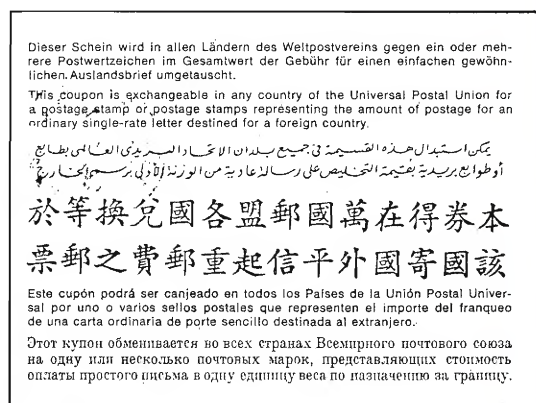 Dieser Schein wird in allen Ländern des Weltpostvereins gegen ein oder meh-
rere Postwertzeichen im Gesamtwert der Gebühr für einen einfachen gewöhn-
lichen Auslandsbrief umgetauscht.
This coupon is exchangeable in any country of the Universal Postal Union for
a postage stamp or postage stamps representing the amount of postage for an
ordinary single-rate letter destined for a foreign country.
يمكن استبدال هذه القسيمة فى جميع بلدان الاتحاد البريدى العالمى بطابع
أو طوابع بريدية بقيمة التخليص على رسالة عادية من الوزنة الأولى برسم الخارج
本券得在萬國郵盟各國兌換等於
該國寄國外平信起重郵費之郵票
Este cupón podrá ser canjeado en todos los Países de la Unión Postal Univer-
sal por uno o varios sellos postales que representen el importe del franqueo
de una carta ordinaria de porte sencillo destinada al extranjero.
Этот купон обменивается во всех странах Всемирного почтового союза
на одну или несколько почтовых марок, представляющих стоимость
оплаты простого письма в одну единицу веса по назначению за границу.